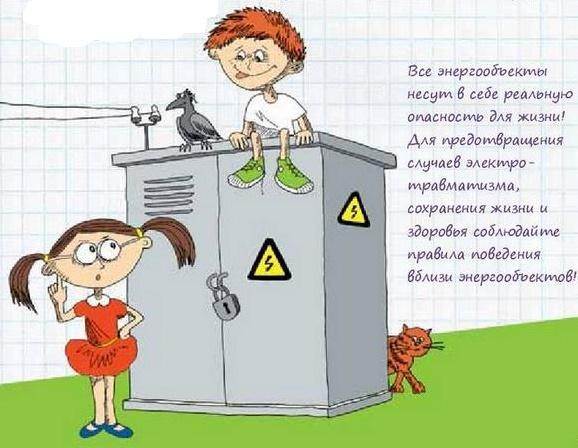 Все энергообъекты
несут в себе реальную
опасность для жизни!
Для предотвращения
случаев электро-
травматизма,
сохранения жизни и
здоровья соблюдайте
правила поведения
вблизи энергообъектов!